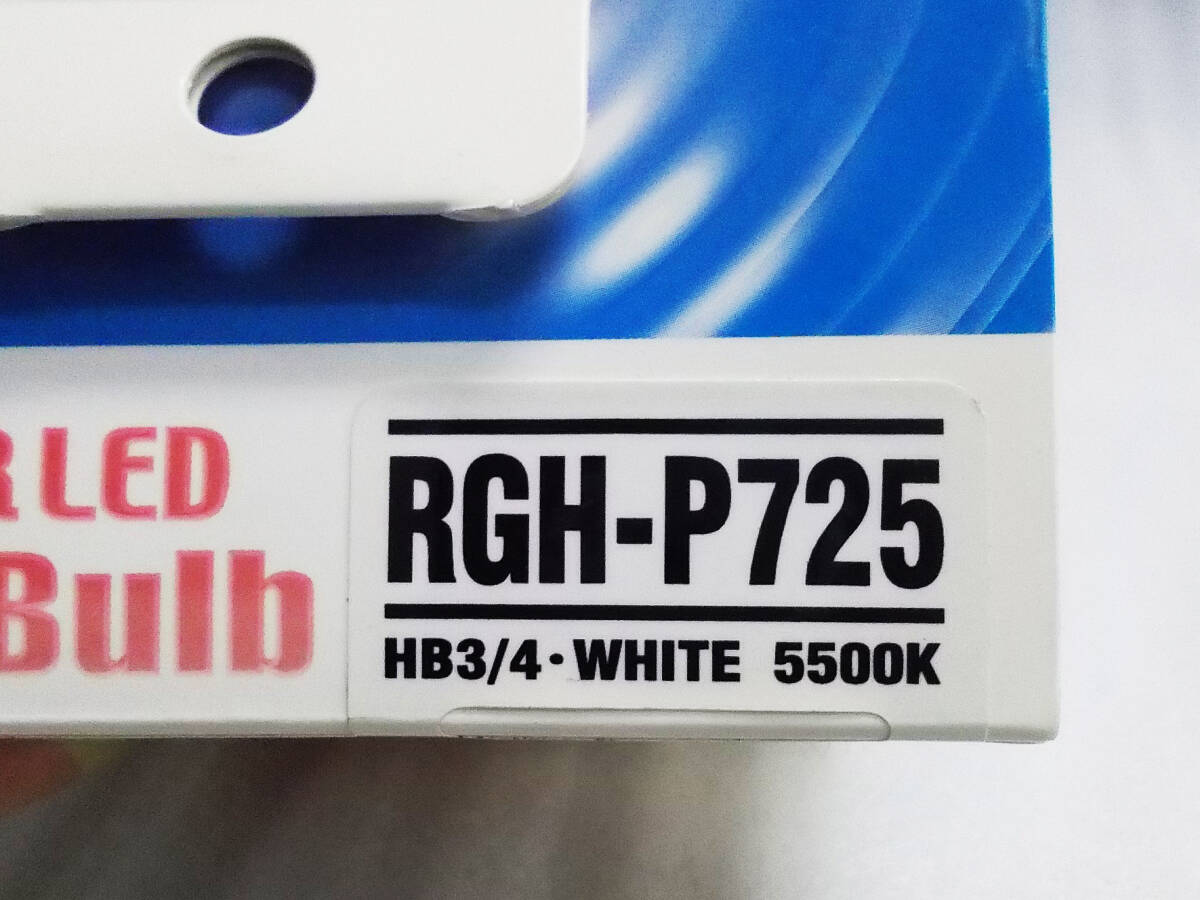 R LED
Bulb
RGH-P725
HB3/4・WHITE 5500K